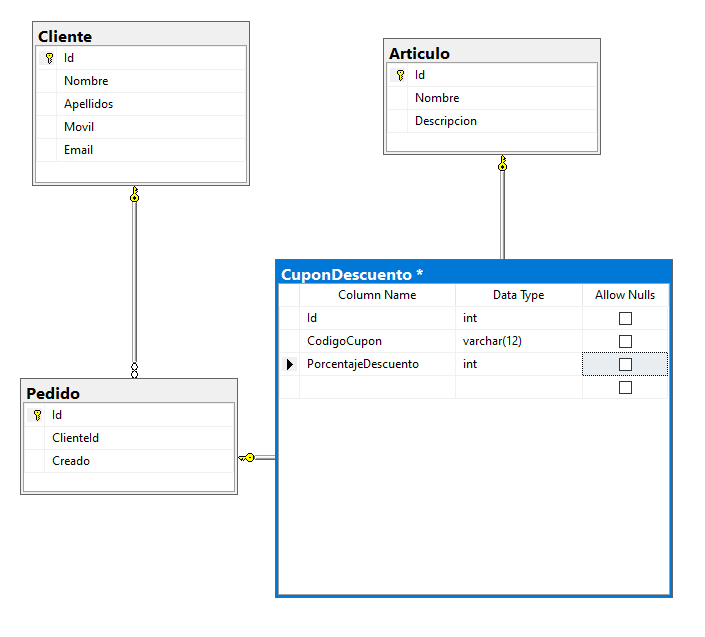 Cliente
Id
Nombre
Apellidos
Movil
Email
Articulo
Id
Nombre
Descripcion
CuponDescuento *
Column Name Data Type Allow Nulls
Id int
CodigoCupon varchar(12)
PorcentajeDescuento int
Pedido
Id
ClienteId
Creado